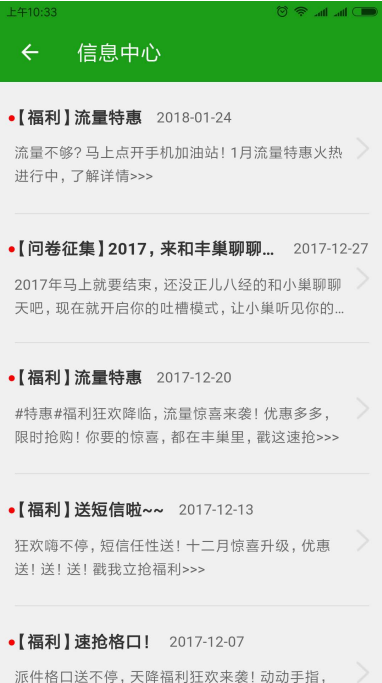 上午10:33
信息中心
【福利】流量特惠 2018-01-24
流量不够？马上点开手机加油站！1月流量特惠火热
进行中，了解详情>>>
【问卷征集】2017，来和丰巢聊聊... 2017-12-27
2017年马上就要结束，还没正儿八经的和小巢聊聊
天吧，现在就开启你的吐槽模式，让小巢听见你的...
【福利】流量特惠 2017-12-20
#特惠#福利狂欢降临，流量惊喜来袭！优惠多多，
限时抢购！你要的惊喜，都在丰巢里，戳这速抢>>>
【福利】送短信啦~~ 2017-12-13
狂欢嗨不停，短信任性送！十二月惊喜升级，优惠
送！送！送！戳我立抢福利>>>
【福利】速抢格口！ 2017-12-07
派件格口送不停，天降福利狂欢来袭！动动手指，